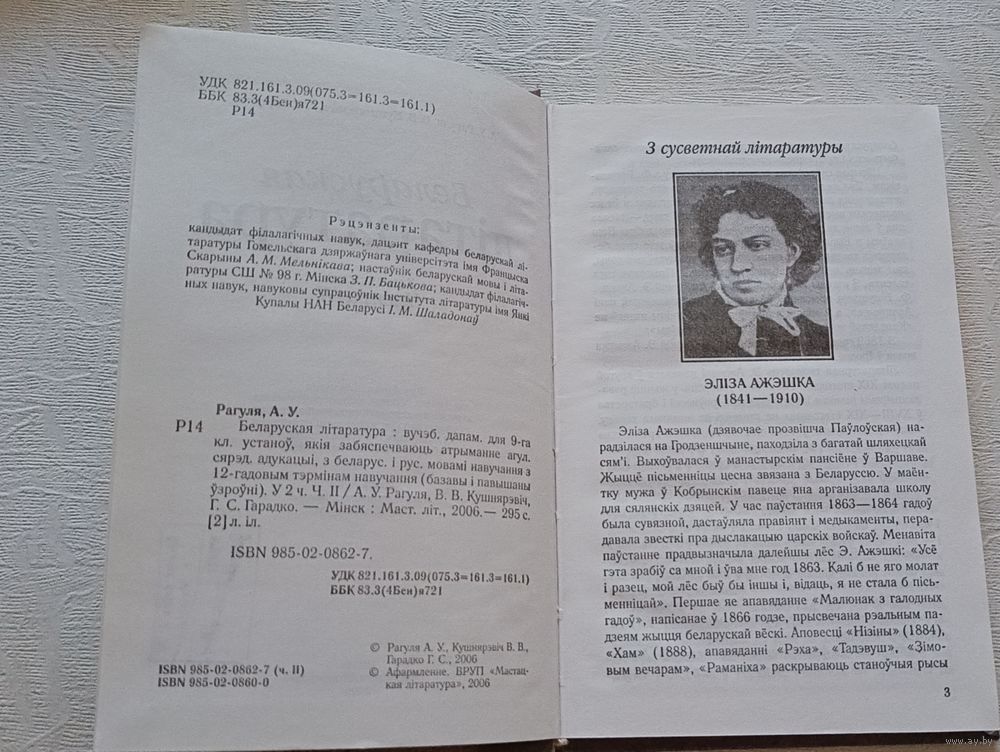 УДК 821.161.3.09(075.3=161.3=161.1)
ББК 83.3(4Беи)я721
Р14
Рэцэнзенты:
кандыдат філалагічных навук, дацэнт кафедры беларускай лі-
таратуры Гомельскага дзяржаўнага універсітэта імя Францыска
Скарыны А. М. Мельнікава; настаўнік беларускай мовы і літа-
ратуры СШ № 98 г. Мінска З. П. Бацькова; кандыдат філалагіч-
ных навук, навуковы супрацоўнік Інстытута літаратуры імя Янкі
Купалы НАН Беларусі І. М. Шаладонаў
Рагуля, А. У.
Р14 Беларуская літаратура : вучэб. дапам. для 9-га
кл. устаноў, якія забяспечваюць атрыманне агул.
сярэд. адукацыі, з беларус. і рус. мовамі навучання з
12-гадовым тэрмінам навучання (базавы і павышаны
ўзроўні). У 2 ч. Ч. II / А. У. Рагуля, В. В. Кушнярэвіч,
Г. С. Гарадко. — Мінск : Маст. літ., 2006.— 295 с.
[2] л. іл.
ISBN 985-02-0862-7.
УДК 821.161.3.09(075.3=161.3=161.1)
ББК 83.3(4Беи)я721
© Рагуля А. У., Кушнярэвіч В. В.,
Гарадко Г. С., 2006
© Афармленне. ВРУП «Мастац-
кая літаратура», 2006
ISBN 985-02-0862-7 (ч. II)
ISBN 985-02-0860-0
З сусветнай літаратуры
ЭЛІЗА АЖЭШКА
(1841—1910)
Эліза Ажэшка (дзявочае прозвішча Паўлоўская) на-
радзілася на Гродзеншчыне, паходзіла з багатай шляхецкай
сям'і. Выхоўвалася ў манастырскім пансіёне ў Варшаве.
Жыццё пісьменніцы цесна звязана з Беларуссю. У маён-
тку мужа ў Кобрынскім павеце яна арганізавала школу
для сялянскіх дзяцей. У час паўстання 1863—1864 гадоў
была сувязной, дастаўляла правіянт і медыкаменты, пера-
давала звесткі пра дыслакацыю царскіх войскаў. Менавіта
паўстанне прадвызначыла далейшы лёс Э. Ажэшкі: «Усё
гэта зрабіў са мной і ўва мне год 1863. Калі б не яго молат
і разец, мой лёс быў бы іншы і, відаць, я не стала б пісь-
менніцай». Першае яе апавяданне «Малюнак з галодных
гадоў», напісанае ў 1866 годзе, прысвечана рэальным па-
дзеям жыцця беларускай вёскі. Аповесці «Нізіны» (1884),
«Хам» (1888), апавяданні «Рэха», «Тадэвуш», «Зімо-
вым вечарам», «Раманіха» раскрываюць станоўчыя рысы
3
www.ay.by